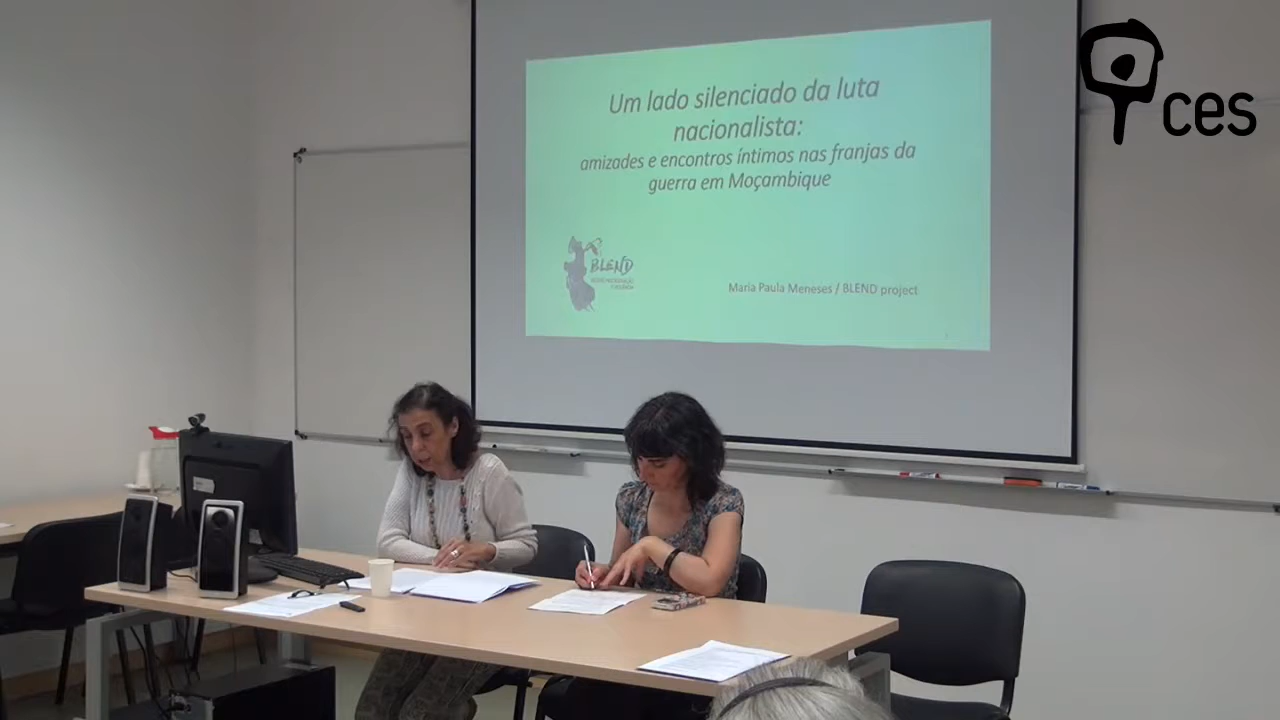 Um lado silenciado da luta
nacionalista:
amizades e encontros íntimos nas franjas da
guerra em Moçambique
BLEND
Maria Paula Meneses / BLEND project
ces